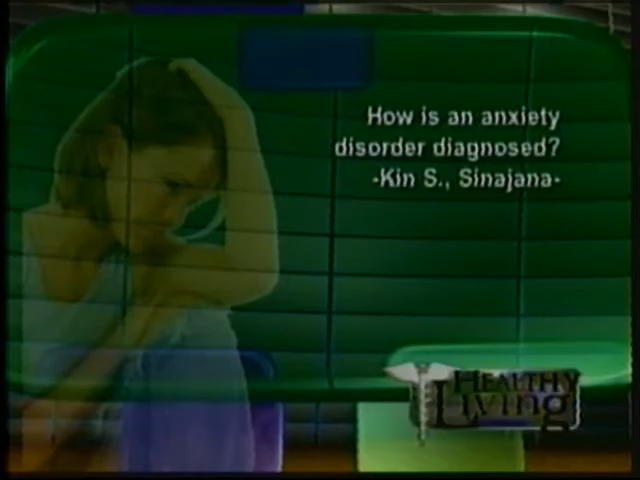 How is an anxiety
disorder diagnosed?
-Kin S., Sinajana-
HEALTHY
Living